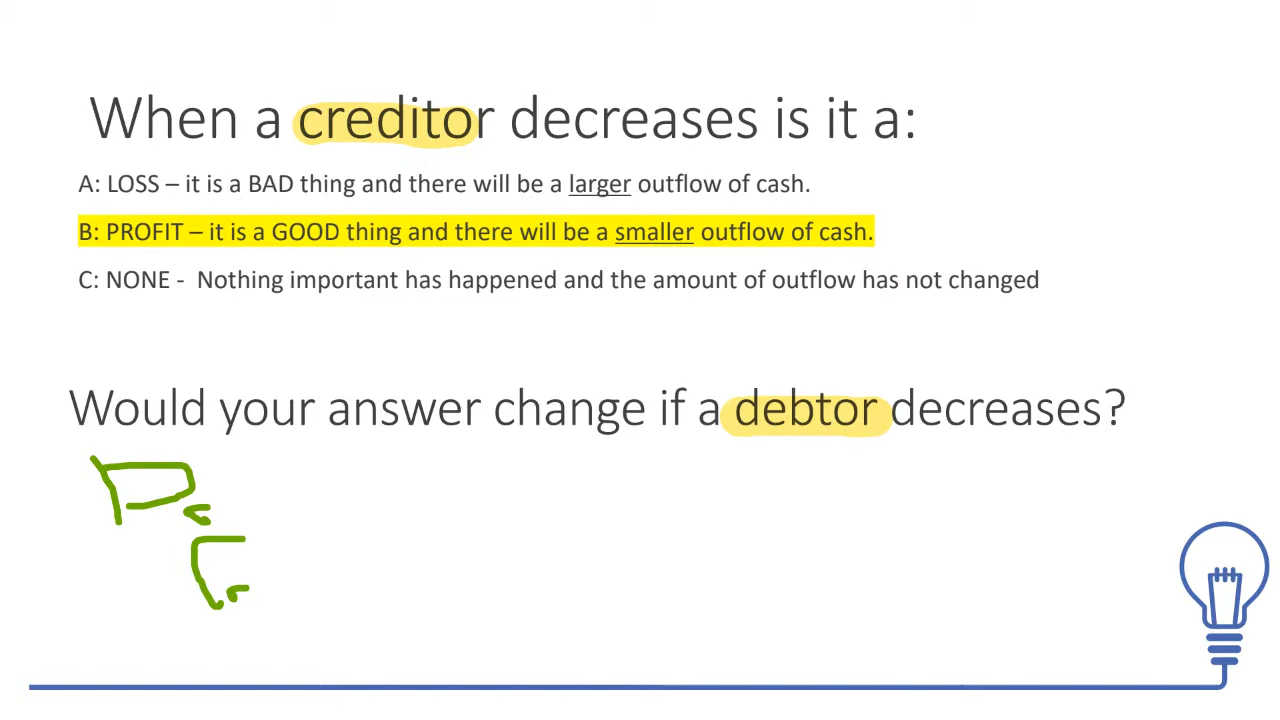 When a creditor decreases is it a:
A: LOSS – it is a BAD thing and there will be a larger outflow of cash.
B: PROFIT – it is a GOOD thing and there will be a smaller outflow of cash.
C: NONE -  Nothing important has happened and the amount of outflow has not changed
Would your answer change if a debtor decreases?